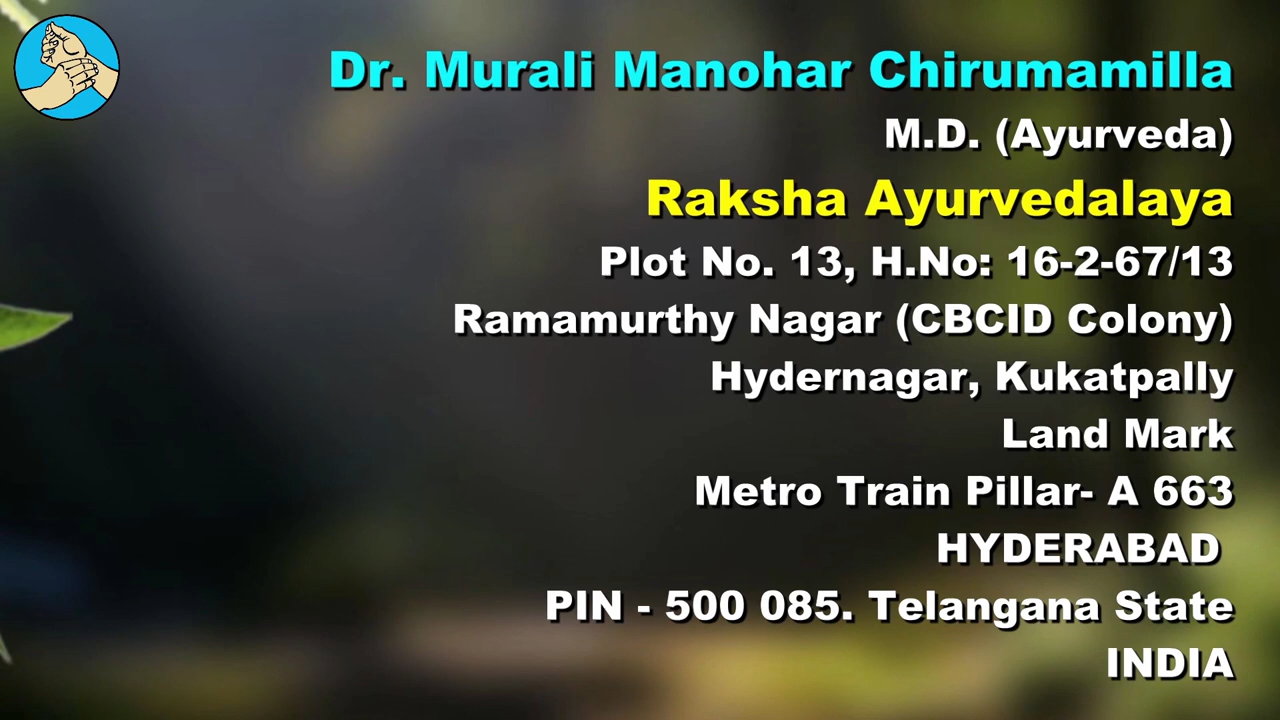 Dr. Murali Manohar Chirumamilla
M.D. (Ayurveda)
Raksha Ayurvedalaya
Plot No. 13, H.No: 16-2-67/13
Ramamurthy Nagar (CBCID Colony)
Hydernagar, Kukatpally
Land Mark
Metro Train Pillar- A 663
HYDERABAD
PIN - 500 085. Telangana State
INDIA